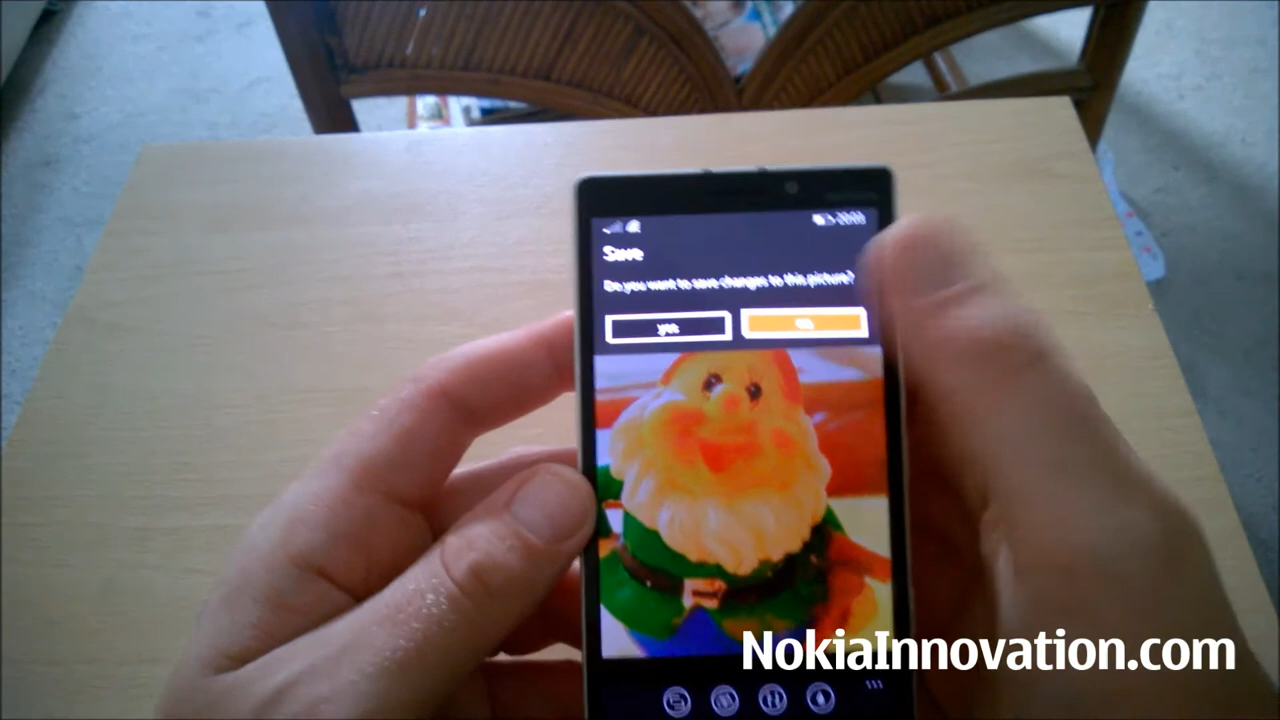 Save
Do you want to save changes to this picture?
yes
NokiaInnovation.com